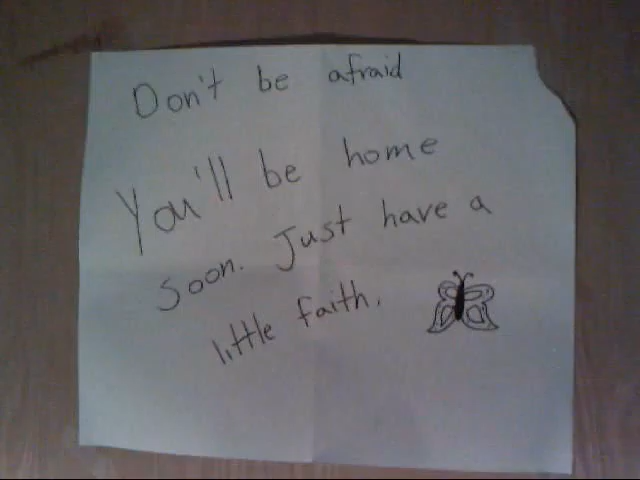 Don't be afraid
You'll be home
soon. Just have a
little faith.